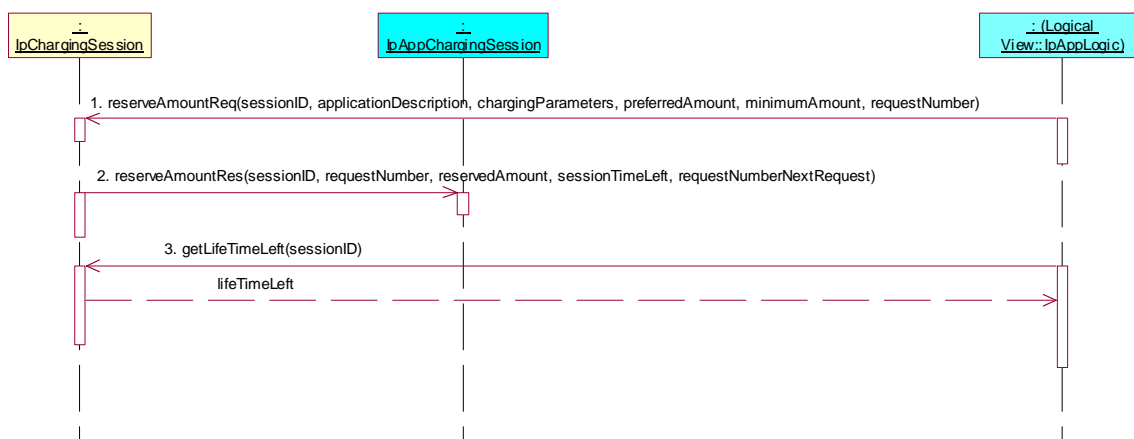 :
IpChargingSession
:
IpAppChargingSession
: (Logical
View::IpAppLogic)
1. reserveAmountReq(sessionID, applicationDescription, chargingParameters, preferredAmount, minimumAmount, requestNumber)
2. reserveAmountRes(sessionID, requestNumber, reservedAmount, sessionTimeLeft, requestNumberNextRequest)
3. getLifeTimeLeft(sessionID)
lifeTimeLeft